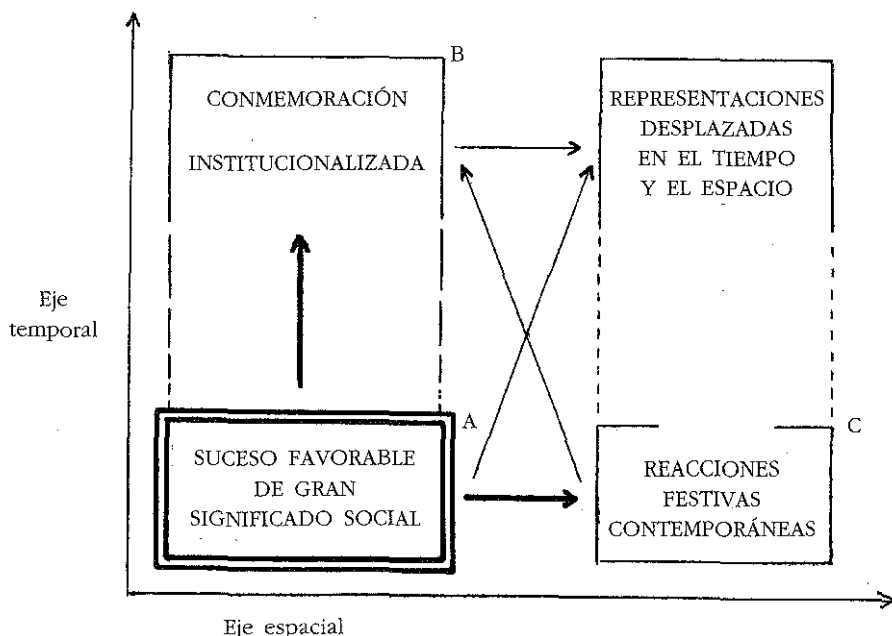 B
CONMEMORACIÓN
INSTITUCIONALIZADA
REPRESENTACIONES
DESPLAZADAS
EN EL TIEMPO
Y EL ESPACIO
Eje
temporal
A
SUCESO FAVORABLE
DE GRAN
SIGNIFICADO SOCIAL
C
REACCIONES
FESTIVAS
CONTEMPORÁNEAS
Eje espacial